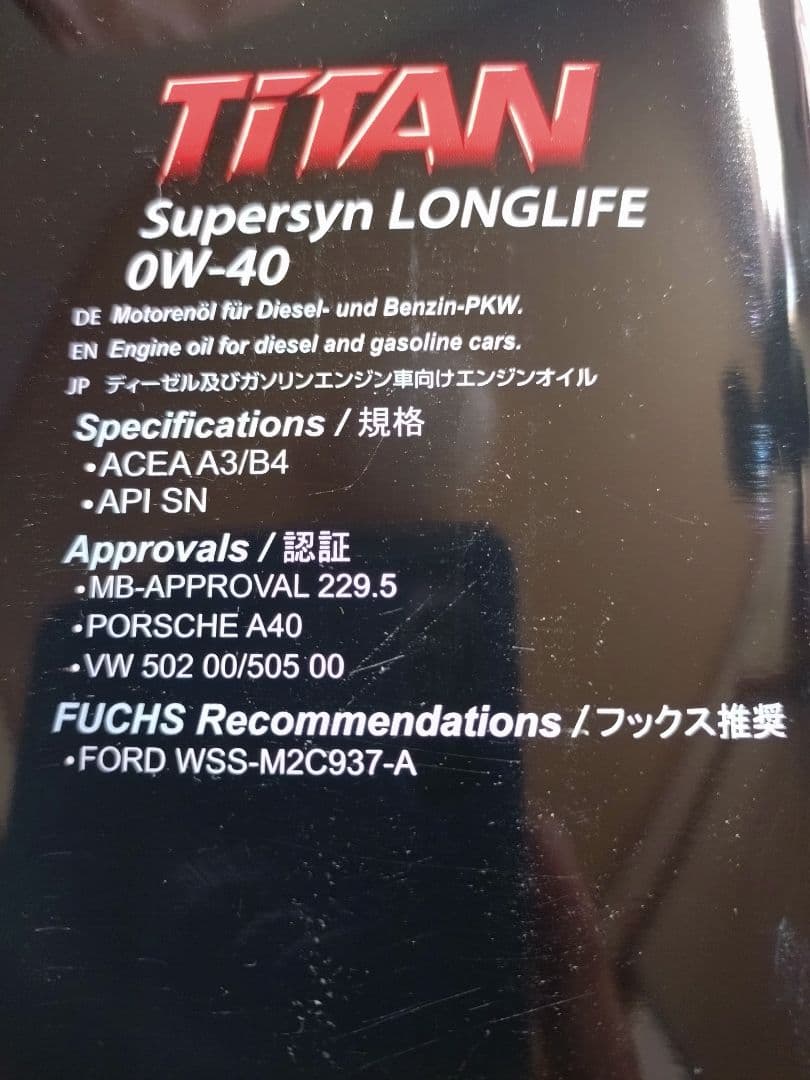 TiTAN
Supersyn LONGLIFE
0W-40
DE Motorenöl für Diesel- und Benzin-PKW.
EN Engine oil for diesel and gasoline cars.
JP ディーゼル及びガソリンエンジン車向けエンジンオイル
Specifications / 規格
•ACEA A3/B4
•API SN
Approvals / 認証
•MB-APPROVAL 229.5
•PORSCHE A40
•VW 502 00/505 00
FUCHS Recommendations / フックス推奨
•FORD WSS-M2C937-A